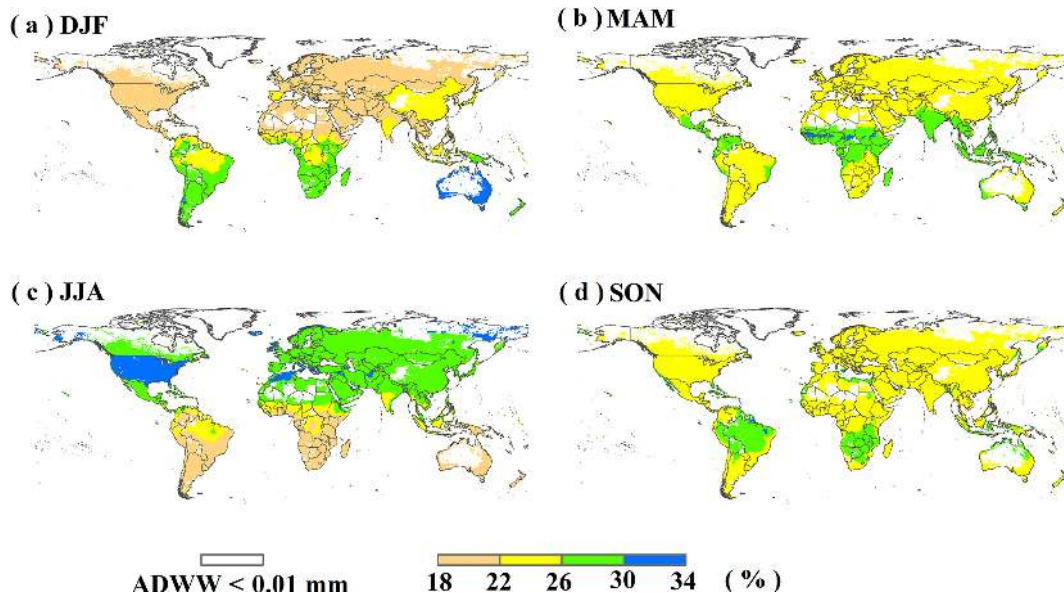 ( a ) DJF
( b ) MAM
( c ) JJA
( d ) SON
ADWW < 0.01 mm
18 22 26 30 34 ( % )